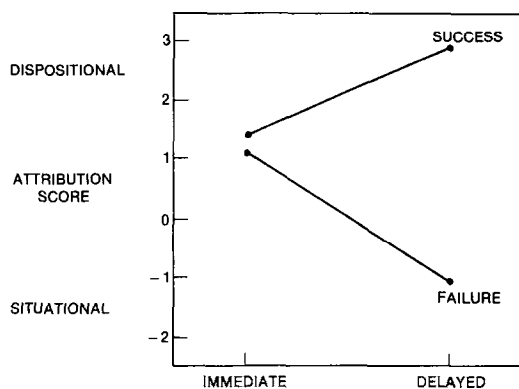 3
SUCCESS
DISPOSITIONAL
2
1
ATTRIBUTION
SCORE
0
-1
FAILURE
SITUATIONAL
-2
IMMEDIATE DELAYED